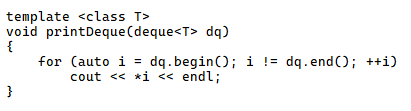 template <class T>
void printDeque(deque<T> dq)
{
    for (auto i = dq.begin(); i != dq.end(); ++i)
        cout << *i << endl;
}